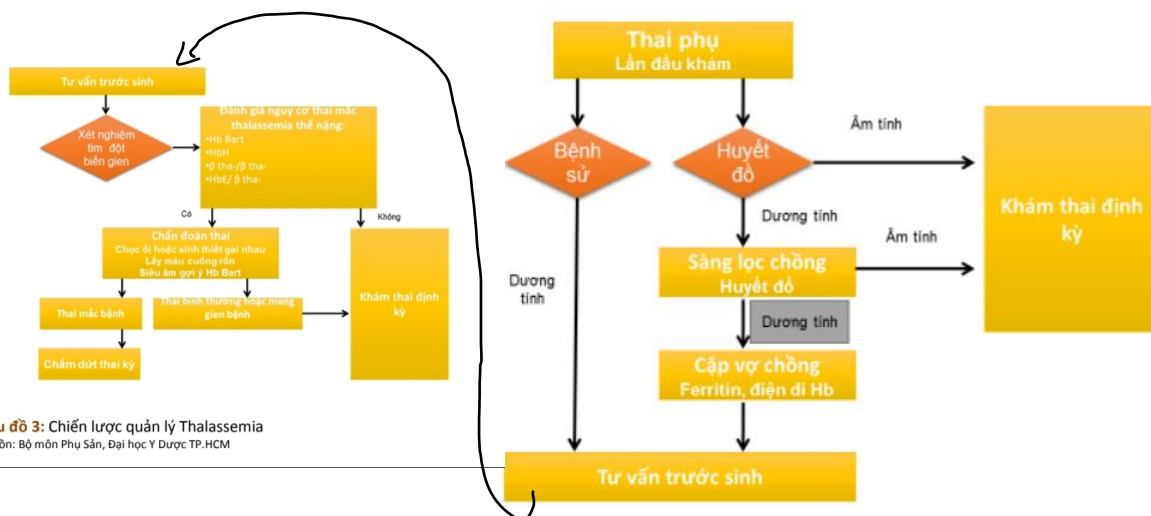 Thai phụ
Lần đầu khám
Bệnh
sử
Huyết
đồ
Âm tính
Khám thai định
kỳ
Dương tính
Âm tính
Sàng lọc chồng
Huyết đồ
Dương
tính
Dương tính
Cặp vợ chồng
Ferritin, điện di Hb
Tư vấn trước sinh
Tư vấn trước sinh
Xét nghiệm
tìm đột
biến gien
Đánh giá nguy cơ thai mắc
thalassemia thể nặng:
•Hb Bart
•HbH
•β tha-/β tha-
•HbE/ β tha-
Có
Không
Chẩn đoán thai
Chọc ối hoặc sinh thiết gai nhau
Lấy máu cuống rốn
Siêu âm gợi ý Hb Bart
Thai mắc bệnh
Thai bình thường hoặc mang
gien bệnh
Khám thai định
kỳ
Chấm dứt thai kỳ
đồ 3: Chiến lược quản lý Thalassemia
Bộ môn Phụ Sản, Đại học Y Dược TP.HCM